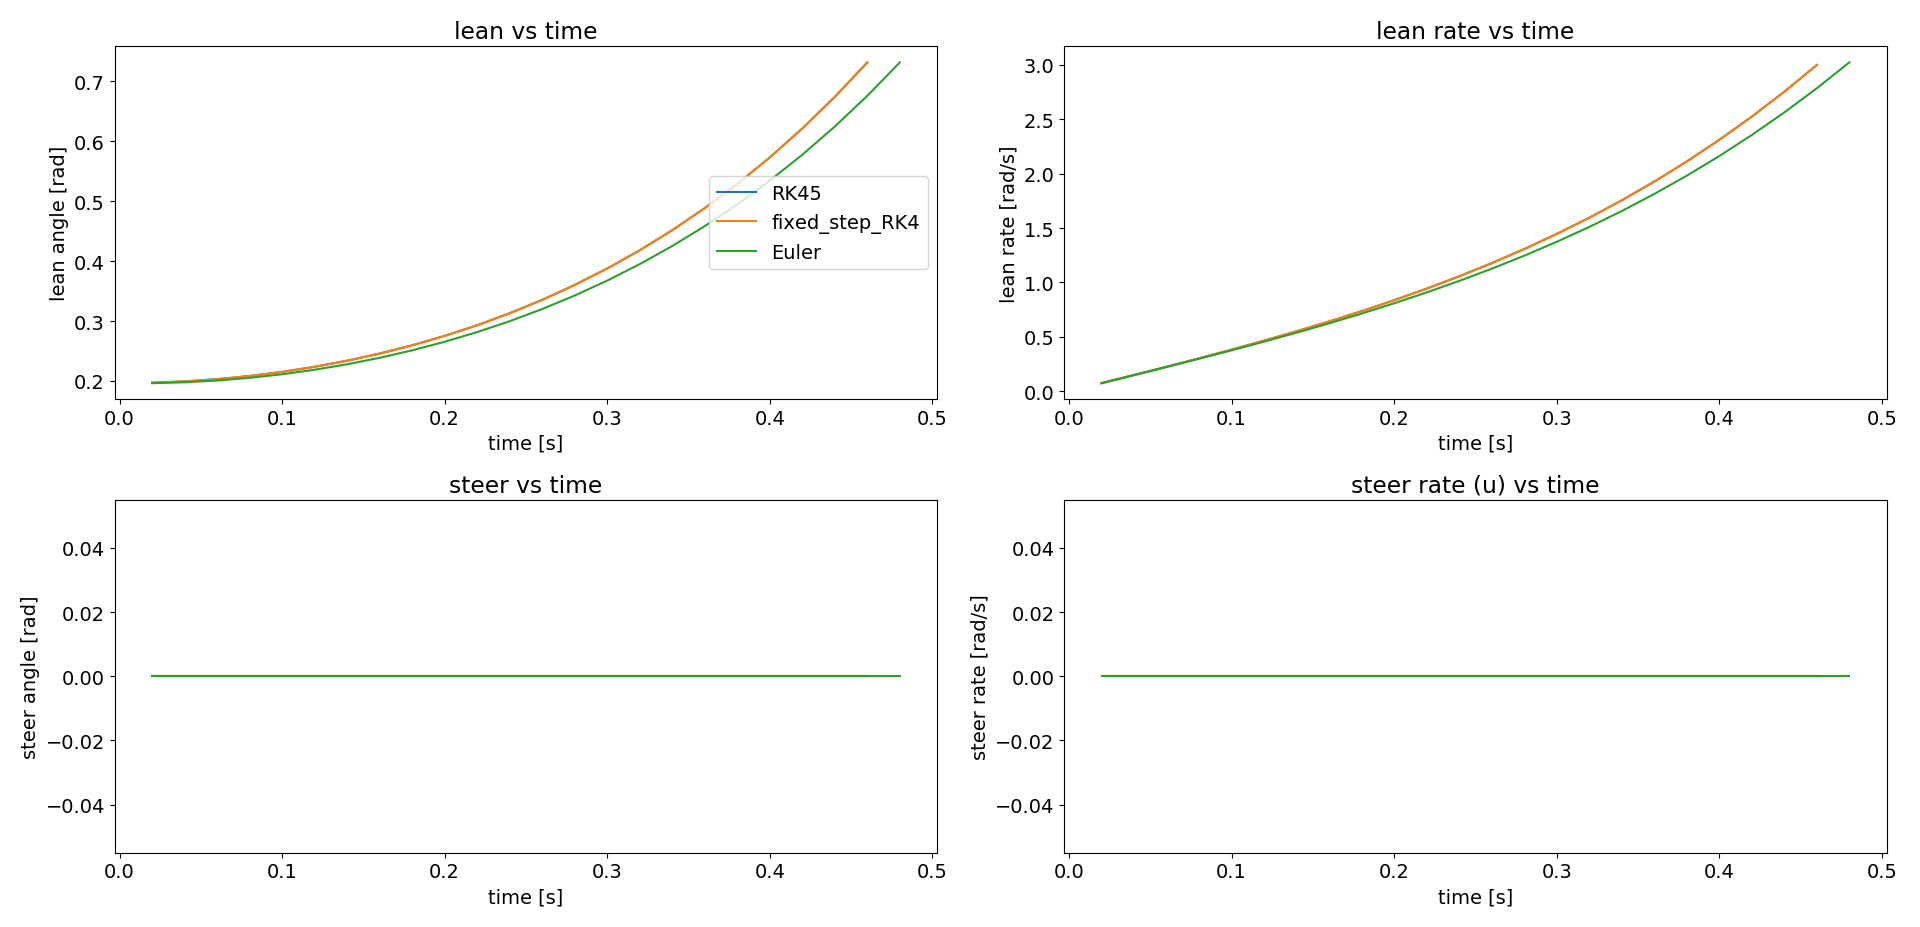 lean vs time
lean angle [rad]
0.7
0.6
0.5
0.4
0.3
0.2
0.0 0.1 0.2 0.3 0.4 0.5
time [s]
RK45
fixed_step_RK4
Euler
lean rate vs time
lean rate [rad/s]
3.0
2.5
2.0
1.5
1.0
0.5
0.0
0.0 0.1 0.2 0.3 0.4 0.5
time [s]
steer vs time
steer angle [rad]
0.04
0.02
0.00
−0.02
−0.04
0.0 0.1 0.2 0.3 0.4 0.5
time [s]
steer rate (u) vs time
steer rate [rad/s]
0.04
0.02
0.00
−0.02
−0.04
0.0 0.1 0.2 0.3 0.4 0.5
time [s]